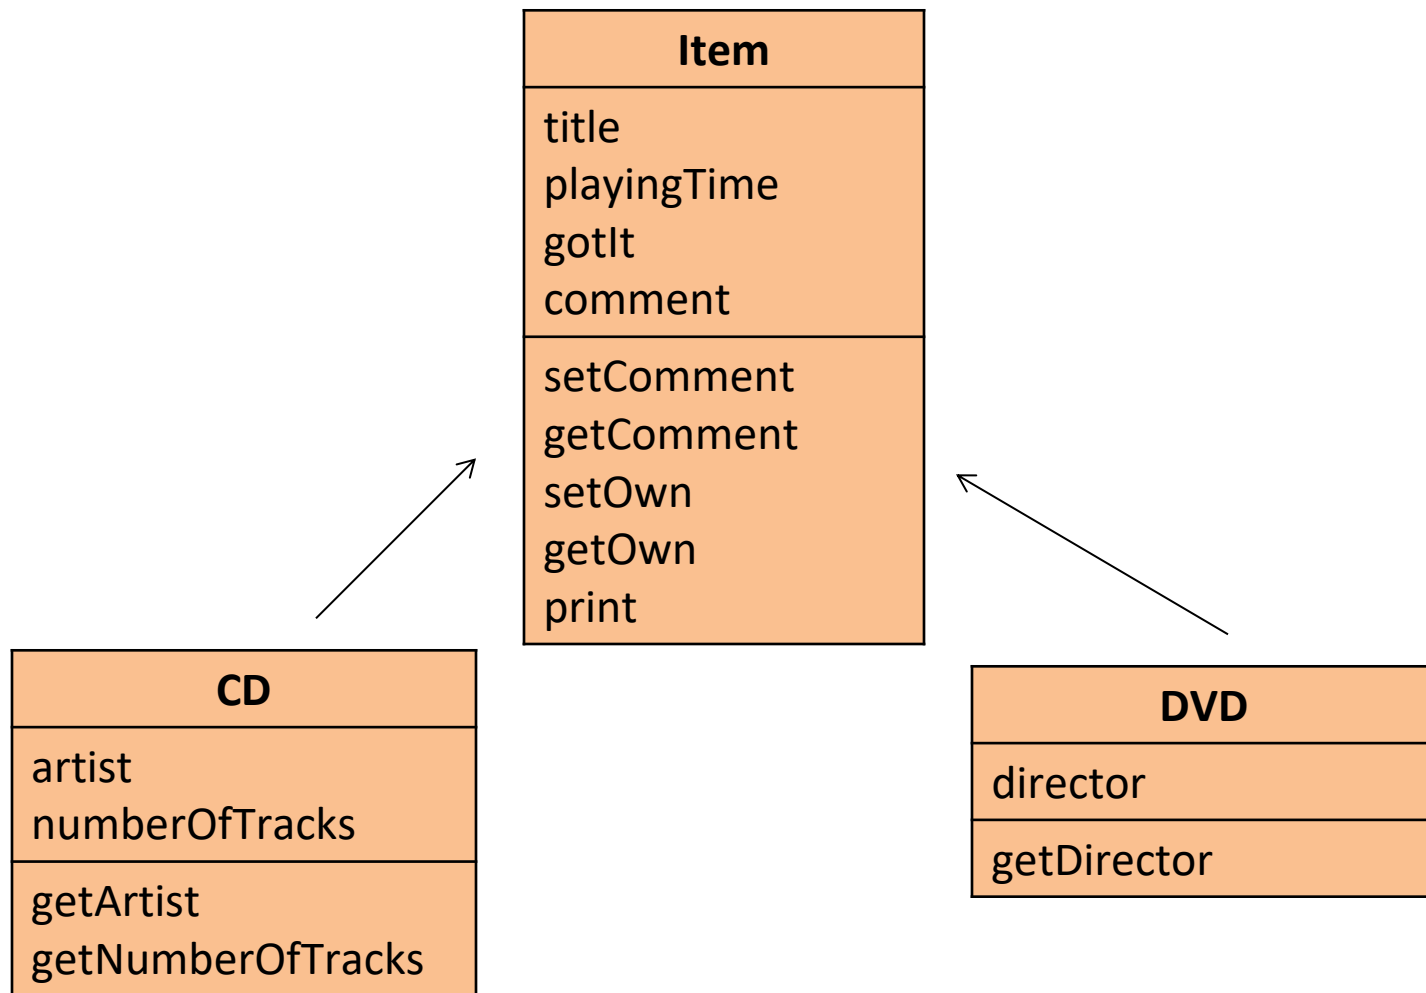 Item
title
playingTime
gotIt
comment
setComment
getComment
setOwn
getOwn
print
CD
artist
numberOfTracks
getArtist
getNumberOfTracks
DVD
director
getDirector